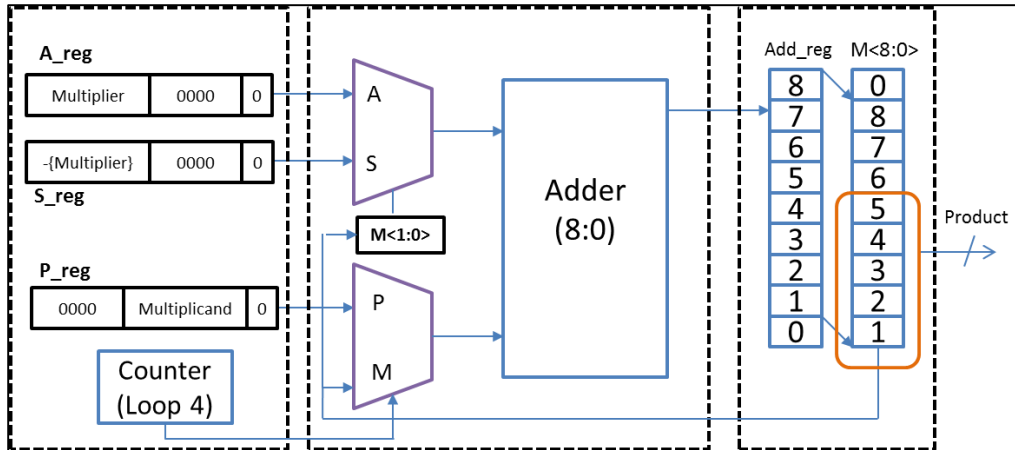 A_reg
Multiplier 0000 0
-{Multiplier} 0000 0
S_reg
P_reg
0000 Multiplicand 0
Counter
(Loop 4)
A
S
M<1:0>
P
M
Adder
(8:0)
Add_reg M<8:0>
8 0
7 8
6 7
5 6
4 5
3 4
2 3
1 2
0 1
Product